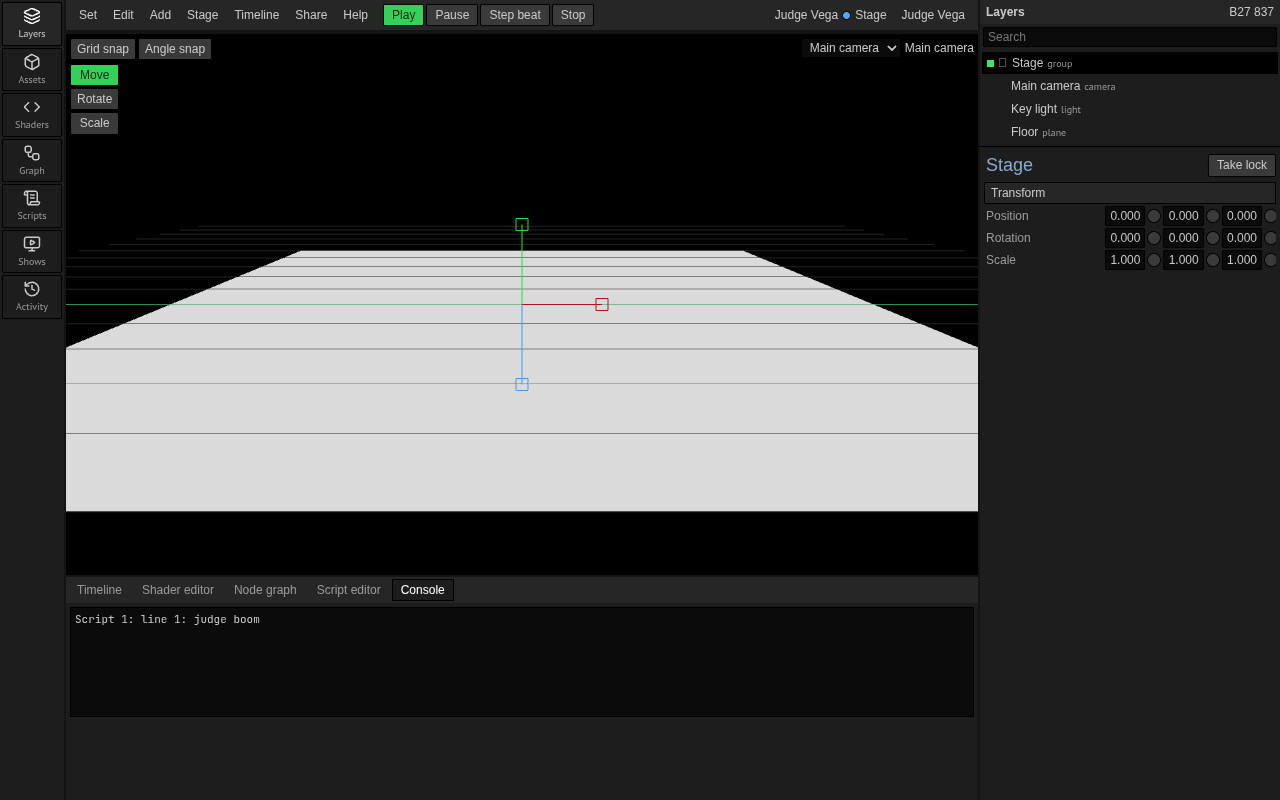 Layers
Assets
Shaders
Graph
Scripts
Shows
Activity
Set Edit Add Stage Timeline Share Help Play Pause Step beat Stop Judge Vega Stage Judge Vega
Grid snap Angle snap Main camera Main camera
Move
Rotate
Scale
Timeline Shader editor Node graph Script editor Console
Script 1: line 1: judge boom
Layers B27 837
Search
Stage group
Main camera camera
Key light light
Floor plane
Stage Take lock
Transform
Position 0.000 0.000 0.000
Rotation 0.000 0.000 0.000
Scale 1.000 1.000 1.000